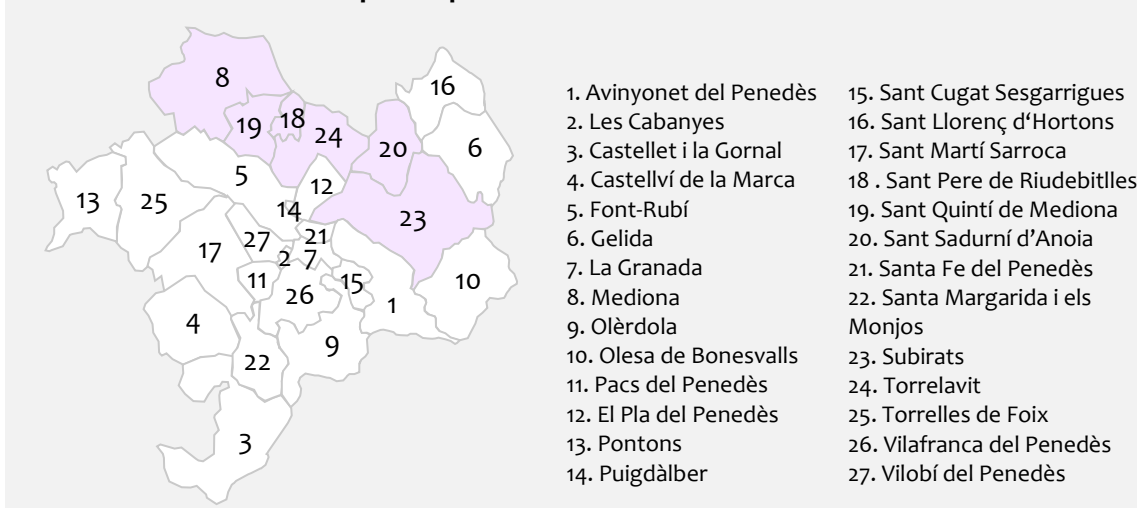 8
16
18
19
24
20
6
5
12
13
25
14
23
21
27
17
2
7
11
15
10
26
1
4
9
22
3
1. Avinyonet del Penedès
2. Les Cabanyes
3. Castellet i la Gornal
4. Castellví de la Marca
5. Font-Rubí
6. Gelida
7. La Granada
8. Mediona
9. Olèrdola
10. Olesa de Bonesvalls
11. Pacs del Penedès
12. El Pla del Penedès
13. Pontons
14. Puigdàlber
15. Sant Cugat Sesgarrigues
16. Sant Llorenç d‘Hortons
17. Sant Martí Sarroca
18 . Sant Pere de Riudebitlles
19. Sant Quintí de Mediona
20. Sant Sadurní d’Anoia
21. Santa Fe del Penedès
22. Santa Margarida i els
Monjos
23. Subirats
24. Torrelavit
25. Torrelles de Foix
26. Vilafranca del Penedès
27. Vilobí del Penedès